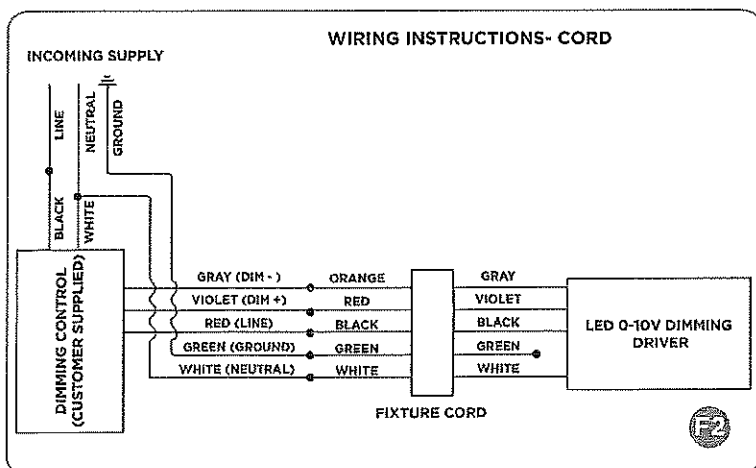 WIRING INSTRUCTIONS- CORD
INCOMING SUPPLY
LINE
NEUTRAL
GROUND
BLACK
WHITE
DIMMING CONTROL
(CUSTOMER SUPPLIED)
GRAY (DIM - )
ORANGE
GRAY
VIOLET (DIM +)
RED
VIOLET
RED (LINE)
BLACK
BLACK
GREEN (GROUND)
GREEN
GREEN
WHITE (NEUTRAL)
WHITE
WHITE
LED 0-10V DIMMING
DRIVER
FIXTURE CORD
F2